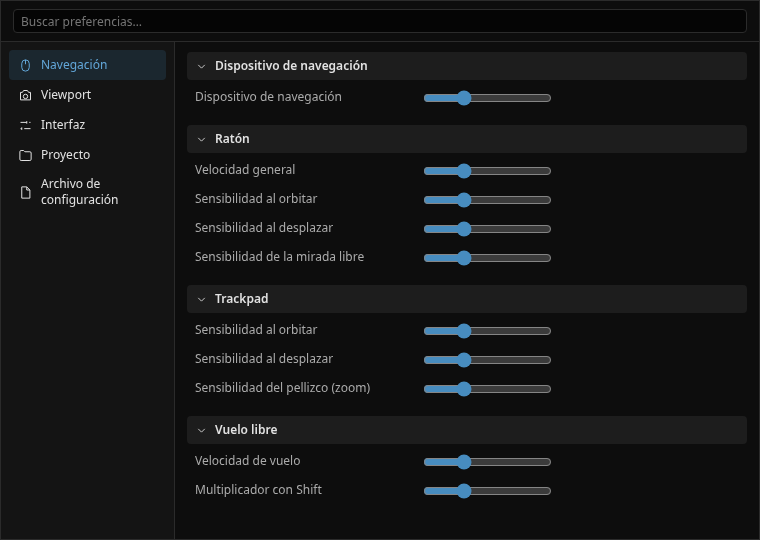 Buscar preferencias...
Navegación
Viewport
Interfaz
Proyecto
Archivo de
configuración
Dispositivo de navegación
Dispositivo de navegación
Ratón
Velocidad general
Sensibilidad al orbitar
Sensibilidad al desplazar
Sensibilidad de la mirada libre
Trackpad
Sensibilidad al orbitar
Sensibilidad al desplazar
Sensibilidad del pellizco (zoom)
Vuelo libre
Velocidad de vuelo
Multiplicador con Shift